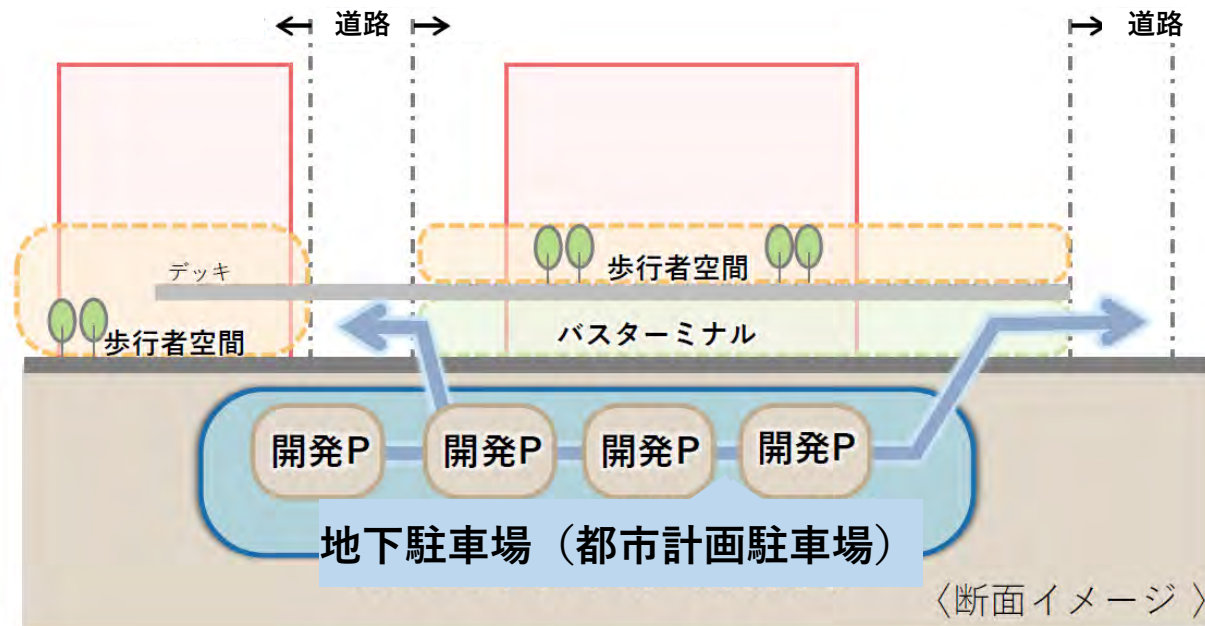 道路
道路
デッキ
歩行者空間
歩行者空間
バスターミナル
開発P
開発P
開発P
開発P
地下駐車場（都市計画駐車場）
〈断面イメージ 〉